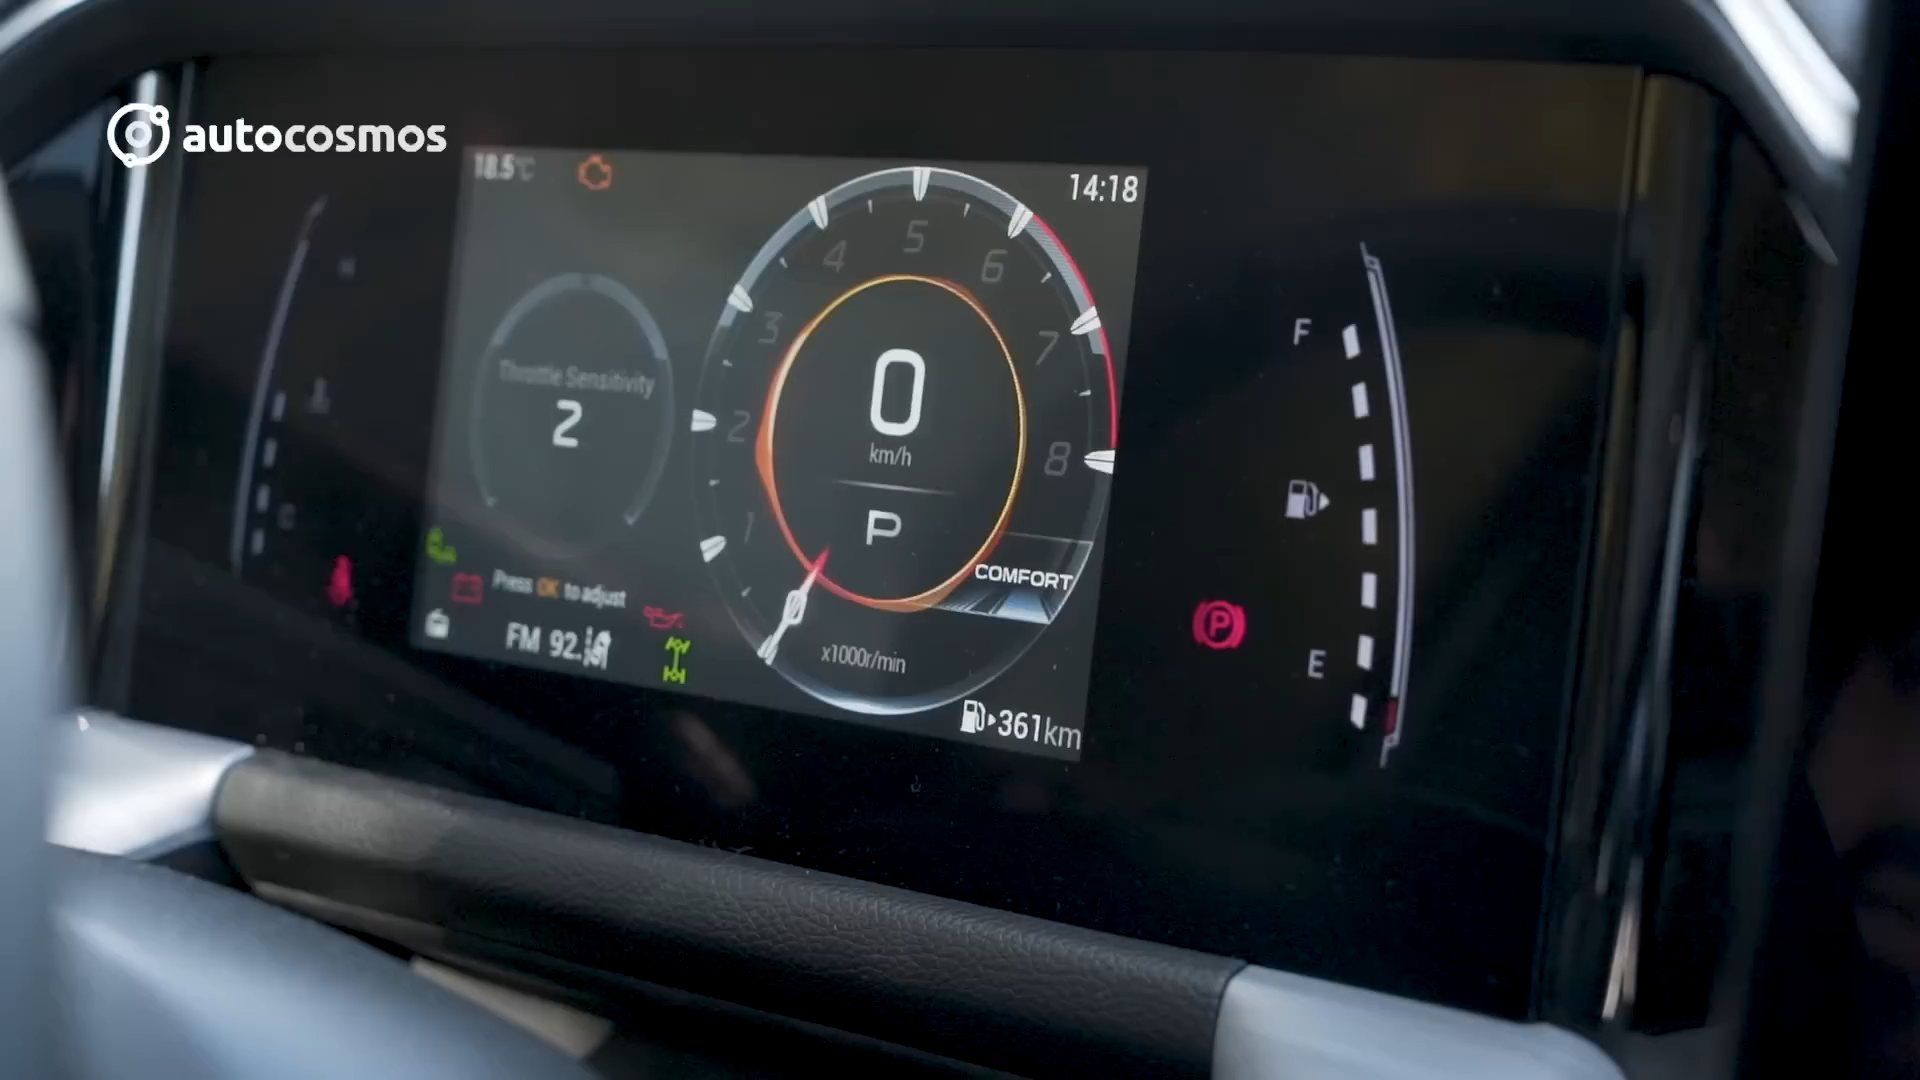 autocosmos
18.5°C
14:18
Throttle Sensitivity
2
Press OK to adjust
FM 92.
0
1
2
3
4
5
6
7
8
0
km/h
P
COMFORT
x1000r/min
361km
H
C
F
E
P